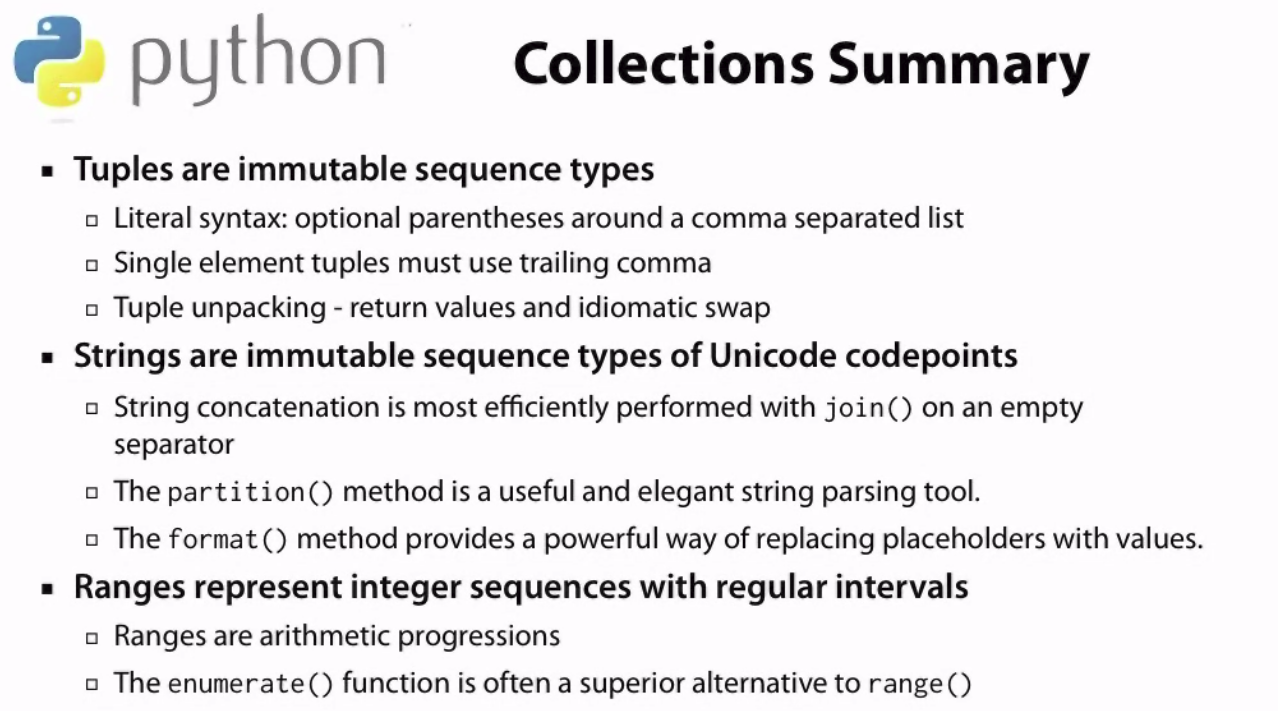 python
Collections Summary
▪ Tuples are immutable sequence types
▫ Literal syntax: optional parentheses around a comma separated list
▫ Single element tuples must use trailing comma
▫ Tuple unpacking - return values and idiomatic swap
▪ Strings are immutable sequence types of Unicode codepoints
▫ String concatenation is most efficiently performed with join() on an empty
separator
▫ The partition() method is a useful and elegant string parsing tool.
▫ The format() method provides a powerful way of replacing placeholders with values.
▪ Ranges represent integer sequences with regular intervals
▫ Ranges are arithmetic progressions
▫ The enumerate() function is often a superior alternative to range()